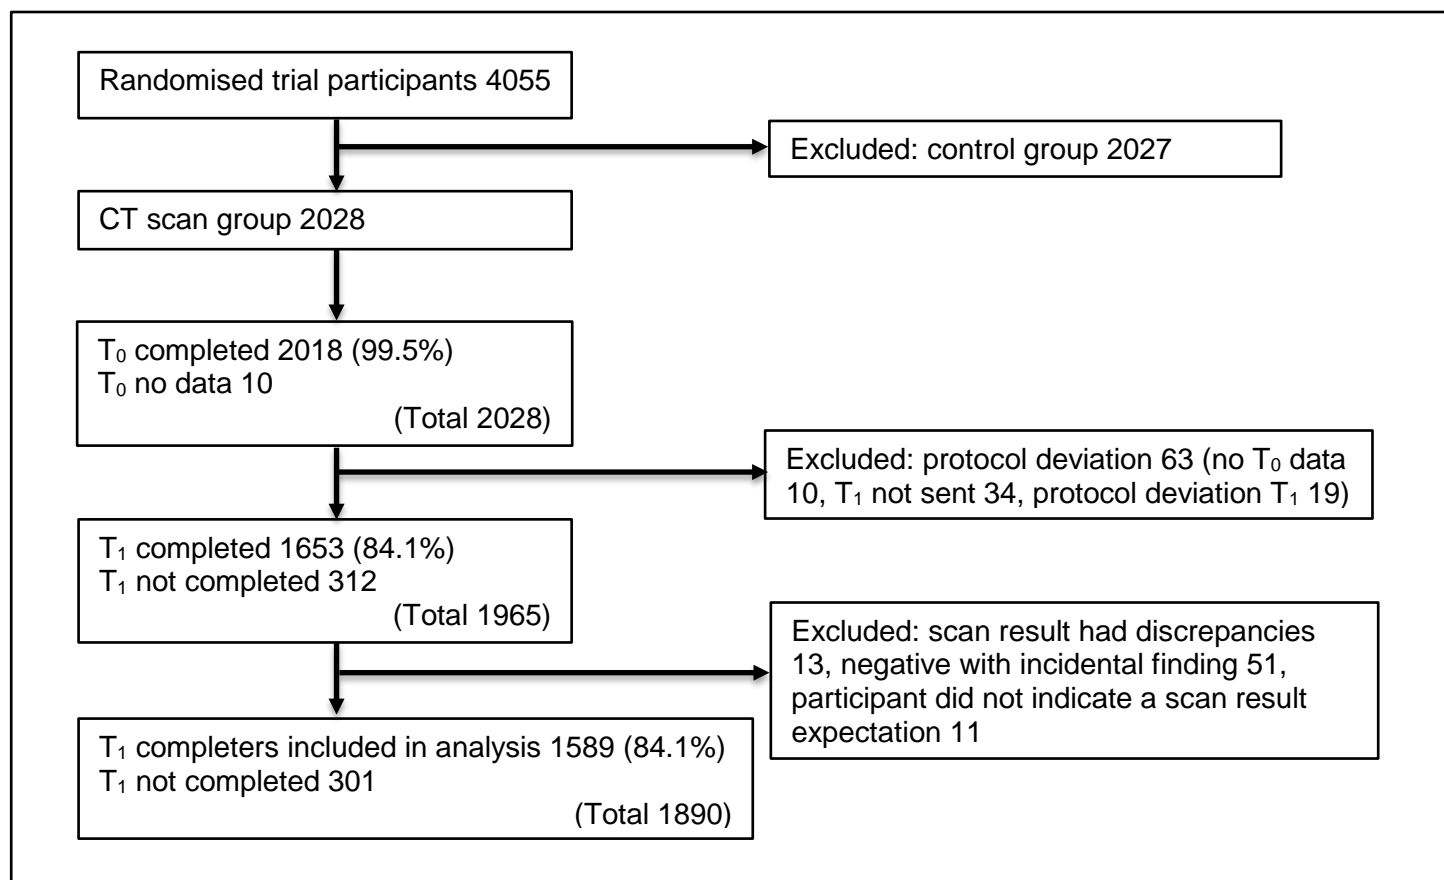 Randomised trial participants 4055
Excluded: control group 2027
CT scan group 2028
T₀ completed 2018 (99.5%)
T₀ no data 10
(Total 2028)
Excluded: protocol deviation 63 (no T₀ data
10, T₁ not sent 34, protocol deviation T₁ 19)
T₁ completed 1653 (84.1%)
T₁ not completed 312
(Total 1965)
Excluded: scan result had discrepancies
13, negative with incidental finding 51,
participant did not indicate a scan result
expectation 11
T₁ completers included in analysis 1589 (84.1%)
T₁ not completed 301
(Total 1890)